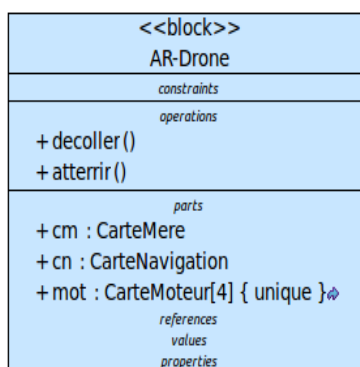 <<block>>
AR-Drone
constraints
operations
+ decoller()
+ atterrir()
parts
+ cm : CarteMere
+ cn : CarteNavigation
+ mot : CarteMoteur[4] { unique }
references
values
properties